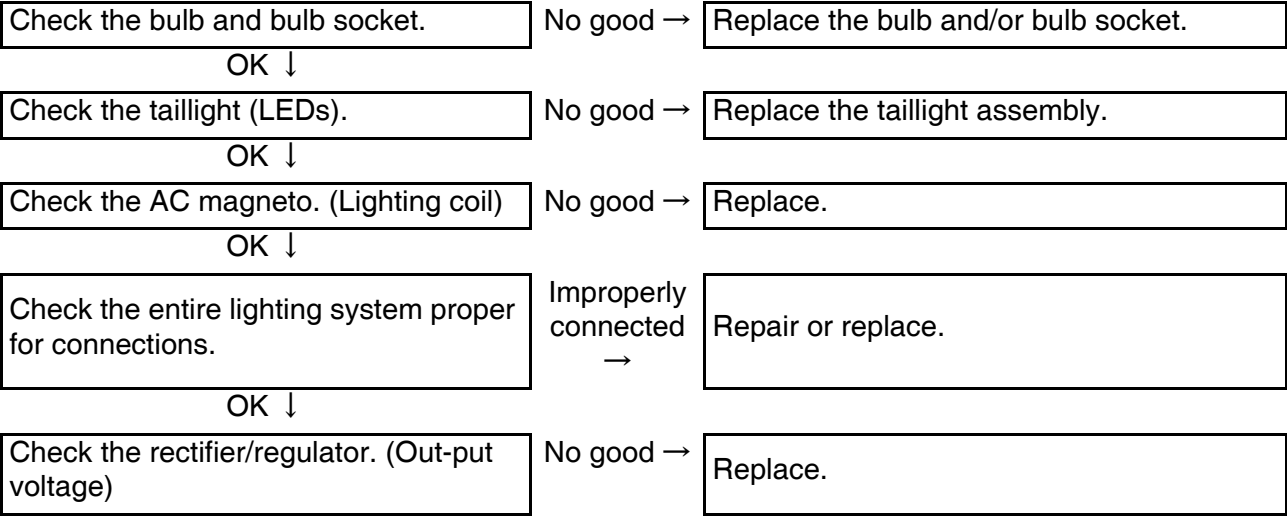 Check the bulb and bulb socket. No good → Replace the bulb and/or bulb socket.
OK ↓
Check the taillight (LEDs). No good → Replace the taillight assembly.
OK ↓
Check the AC magneto. (Lighting coil) No good → Replace.
OK ↓
Check the entire lighting system proper
for connections.
Improperly
connected
→
Repair or replace.
OK ↓
Check the rectifier/regulator. (Out-put
voltage)
No good →
Replace.